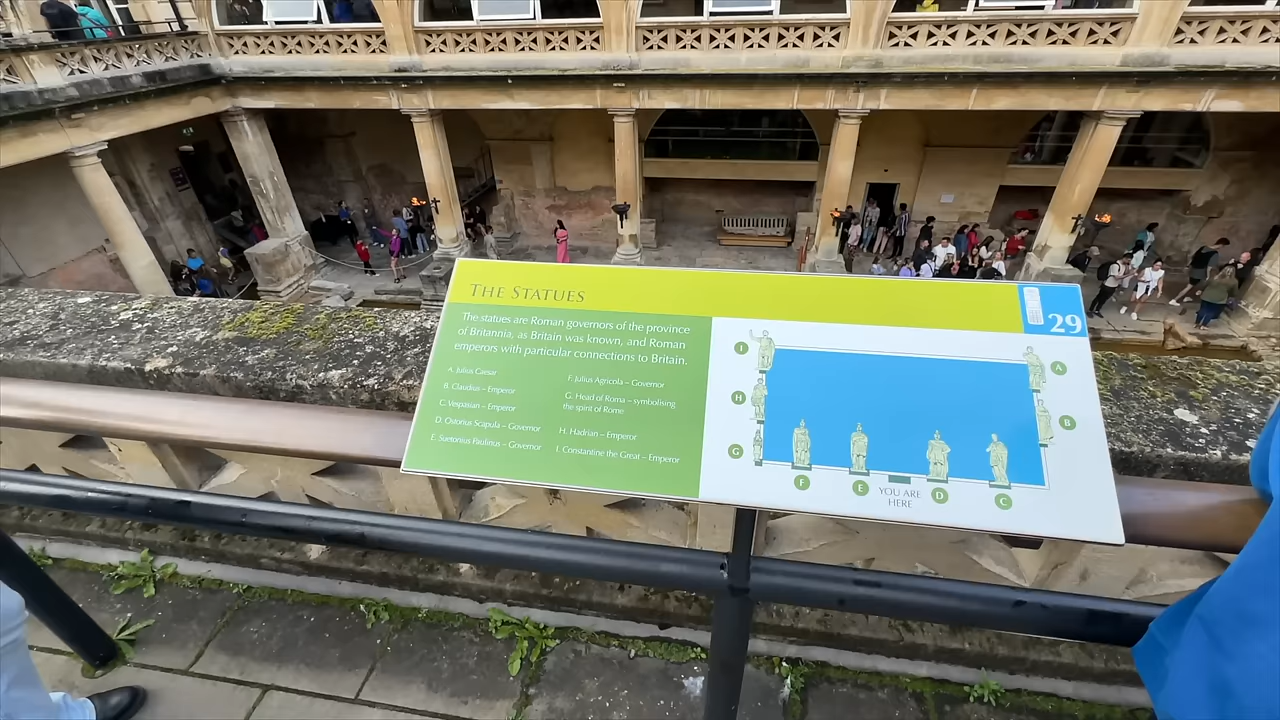 THE STATUES
29
The statues are Roman governors of the province
of Britannia, as Britain was known, and Roman
emperors with particular connections to Britain.
A. Julius Caesar
B. Claudius – Emperor
C. Vespasian – Emperor
D. Ostorius Scapula – Governor
E. Suetonius Paulinus – Governor
F. Julius Agricola – Governor
G. Head of Roma – symbolising
the spirit of Rome
H. Hadrian – Emperor
I. Constantine the Great – Emperor
I
A
H
B
G
F
E
YOU ARE
HERE
D
C